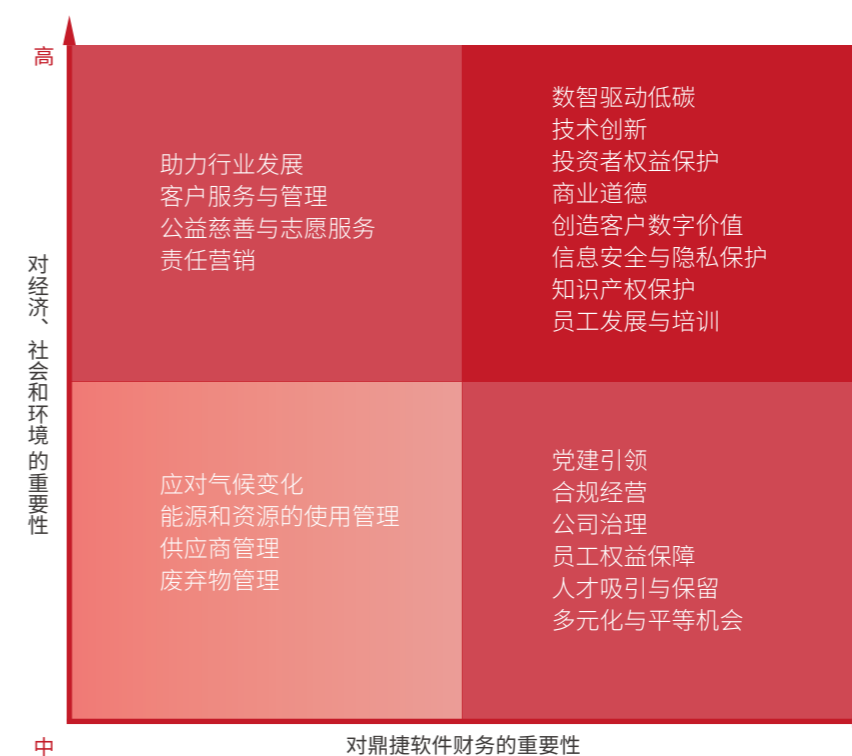 高
助力行业发展
客户服务与管理
公益慈善与志愿服务
责任营销
数智驱动低碳
技术创新
投资者权益保护
商业道德
创造客户数字价值
信息安全与隐私保护
知识产权保护
员工发展与培训
对经济、社会和环境的重要性
应对气候变化
能源和资源的使用管理
供应商管理
废弃物管理
党建引领
合规经营
公司治理
员工权益保障
人才吸引与保留
多元化与平等机会
中
对鼎捷软件财务的重要性